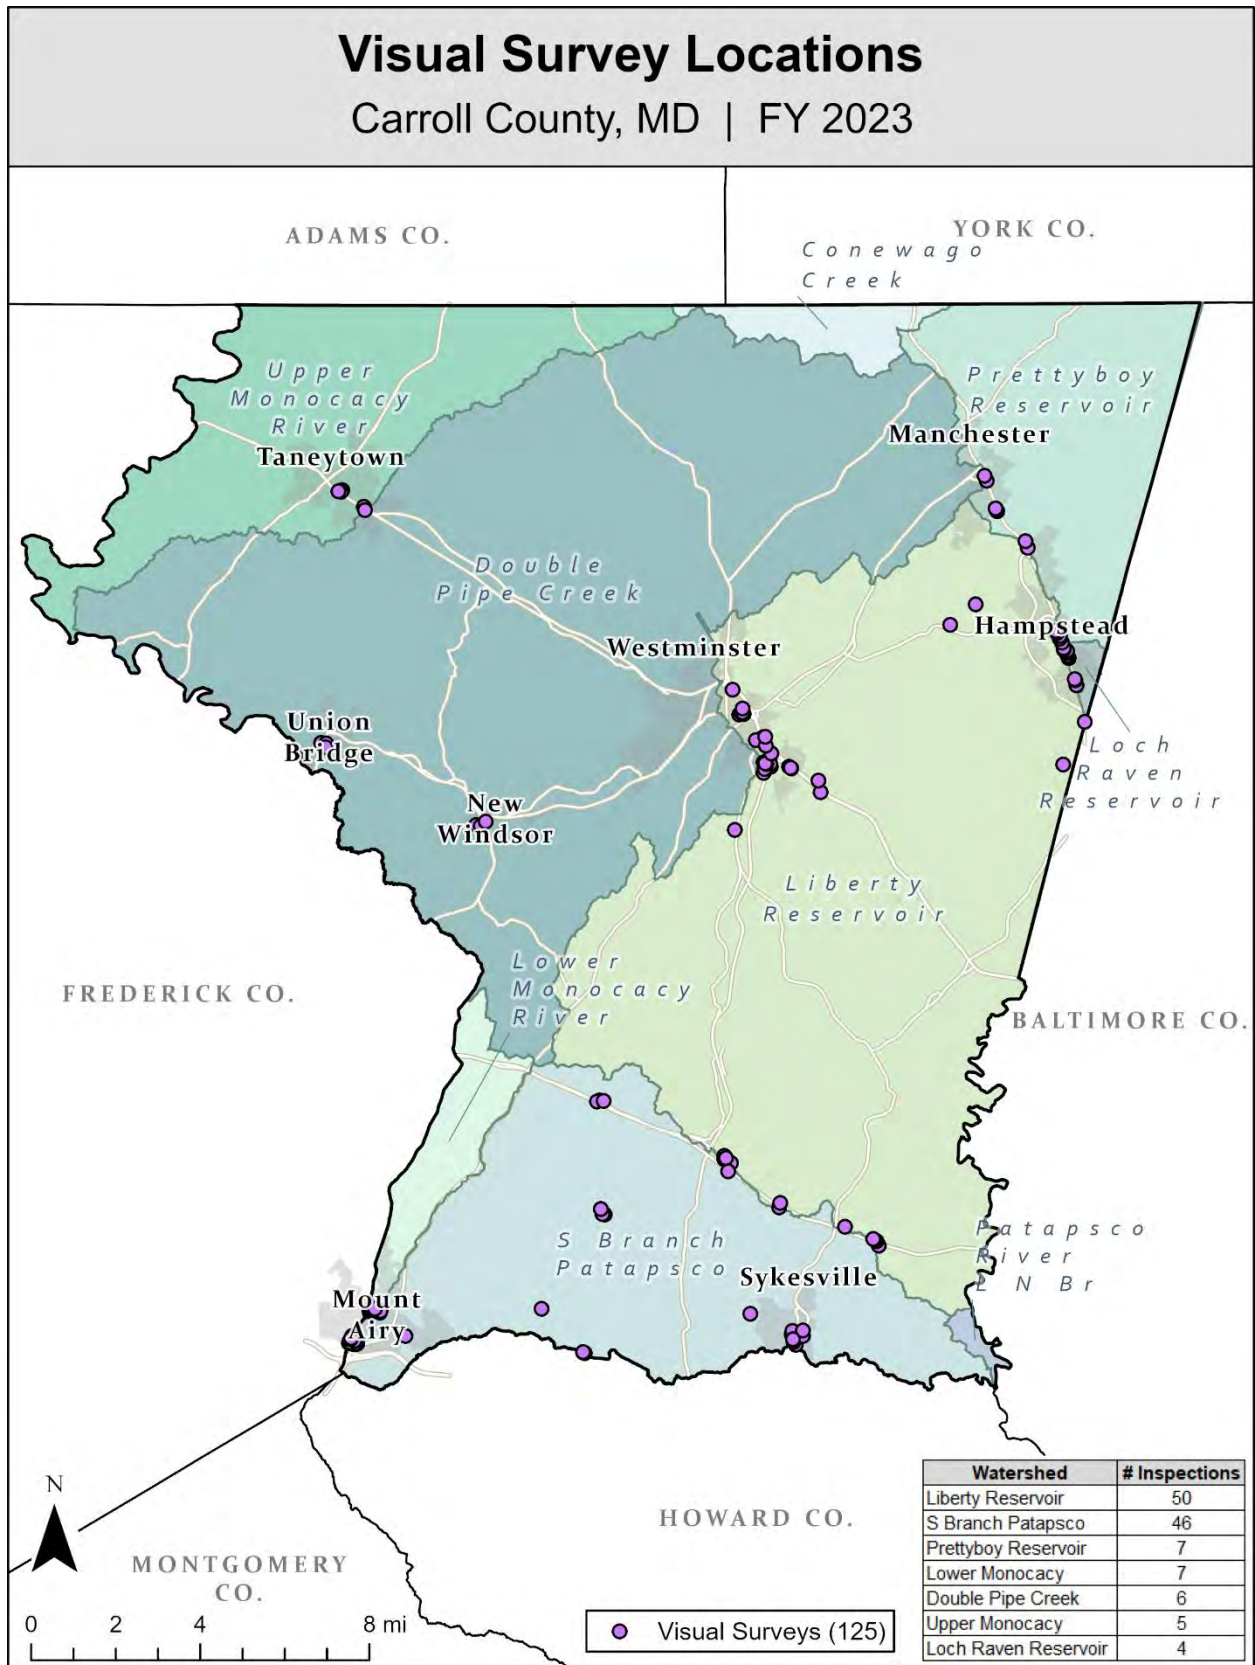 Visual Survey Locations
Carroll County, MD | FY 2023
ADAMS CO.
YORK CO.
Conewago
Creek
Upper
Monocacy
River
Prettyboy
Reservoir
Manchester
Taneytown
Double
Pipe Creek
Hampstead
Westminster
Union
Bridge
Loch
Raven
Reservoir
New
Windsor
Liberty
Reservoir
Lower
Monocacy
River
FREDERICK CO.
BALTIMORE CO.
S Branch
Patapsco
Patapsco
River
L N Br
Sykesville
Mount
Airy
N
HOWARD CO.
MONTGOMERY
CO.
0 2 4 8 mi
Visual Surveys (125)
Watershed # Inspections
Liberty Reservoir 50
S Branch Patapsco 46
Prettyboy Reservoir 7
Lower Monocacy 7
Double Pipe Creek 6
Upper Monocacy 5
Loch Raven Reservoir 4